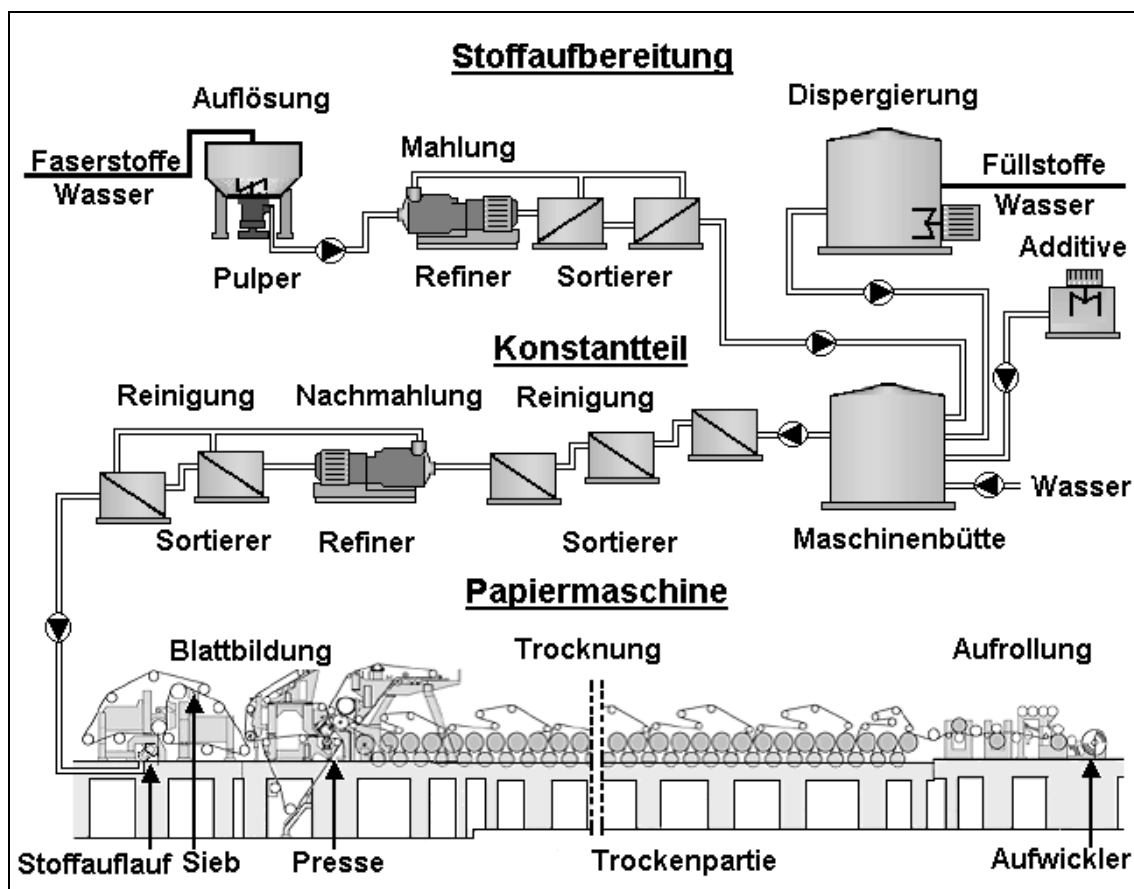 Stoffaufbereitung
Auflösung
Dispergierung
Faserstoffe
Wasser
Mahlung
Füllstoffe
Wasser
Additive
Pulper
Refiner
Sortierer
Konstantteil
Reinigung
Nachmahlung
Reinigung
Wasser
Sortierer
Refiner
Sortierer
Maschinenbütte
Papiermaschine
Blattbildung
Trocknung
Aufrollung
Stoffauflauf
Sieb
Presse
Trockenpartie
Aufwickler